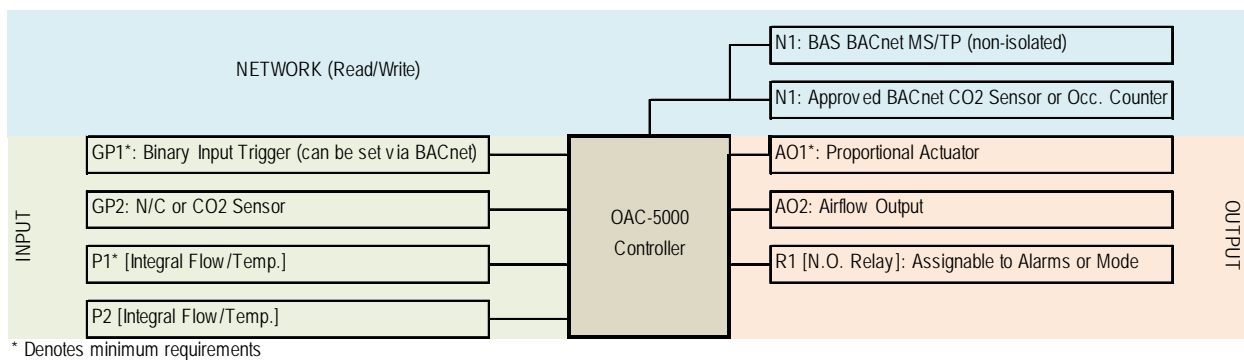 NETWORK (Read/Write)
N1: BAS BACnet MS/TP (non-isolated)
N1: Approved BACnet CO2 Sensor or Occ. Counter
INPUT
GP1*: Binary Input Trigger (can be set via BACnet)
GP2: N/C or CO2 Sensor
P1* [Integral Flow/Temp.]
P2 [Integral Flow/Temp.]
OAC-5000
Controller
AO1*: Proportional Actuator
AO2: Airflow Output
R1 [N.O. Relay]: Assignable to Alarms or Mode
OUTPUT
* Denotes minimum requirements